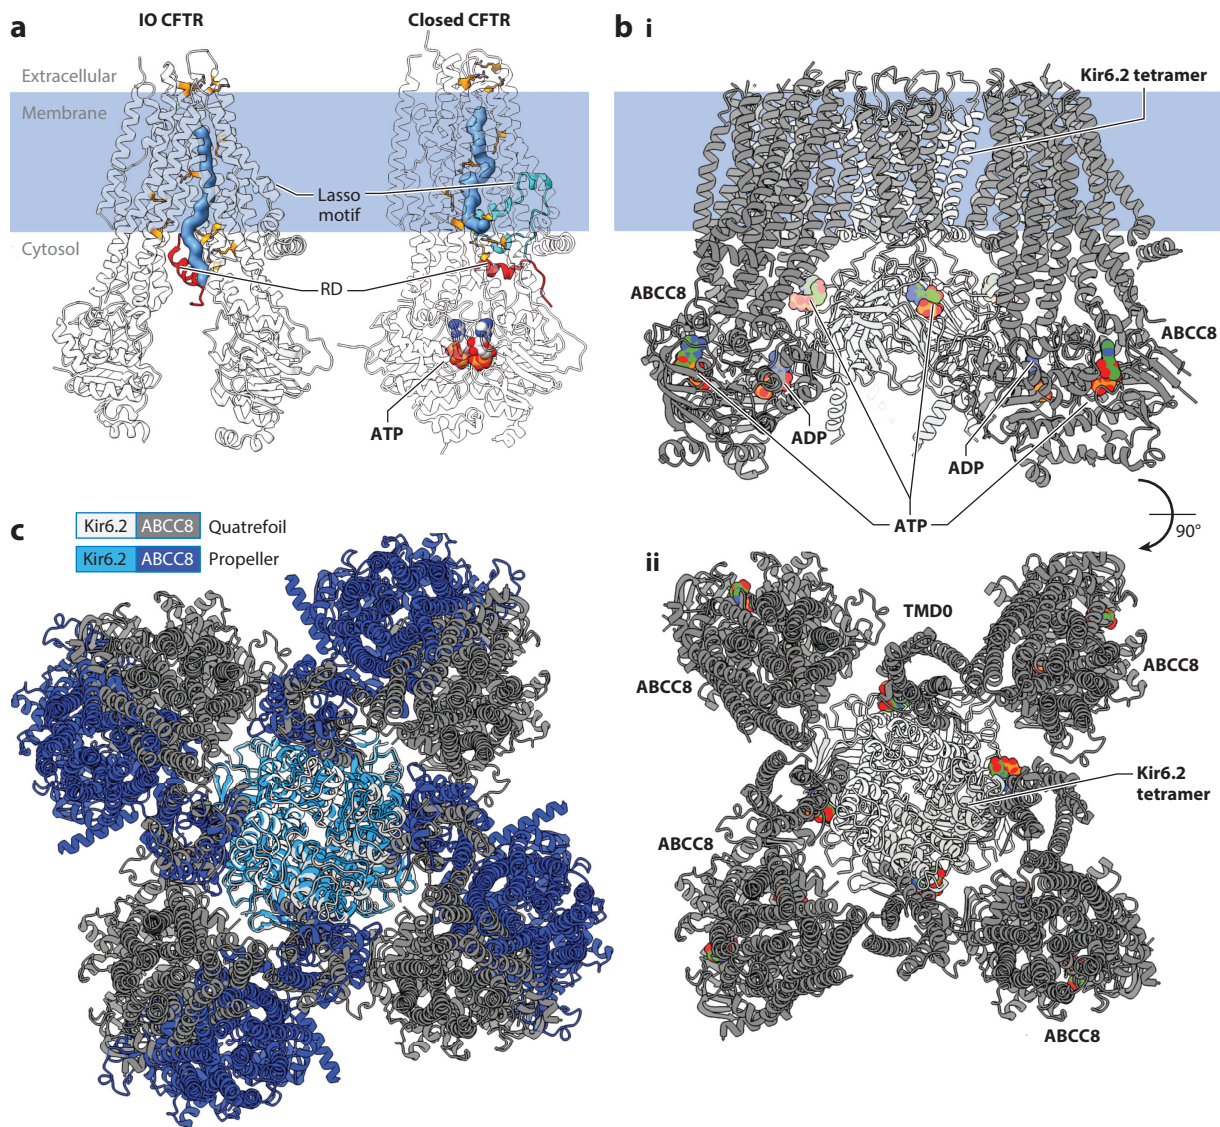 a
IO CFTR
Closed CFTR
Extracellular
Membrane
Lasso
motif
Cytosol
RD
ATP
b i
Kir6.2 tetramer
ABCC8
ABCC8
ADP
ADP
ATP
90°
c
Kir6.2 ABCC8 Quatrefoil
Kir6.2 ABCC8 Propeller
ii
TMD0
ABCC8
ABCC8
Kir6.2
tetramer
ABCC8
ABCC8